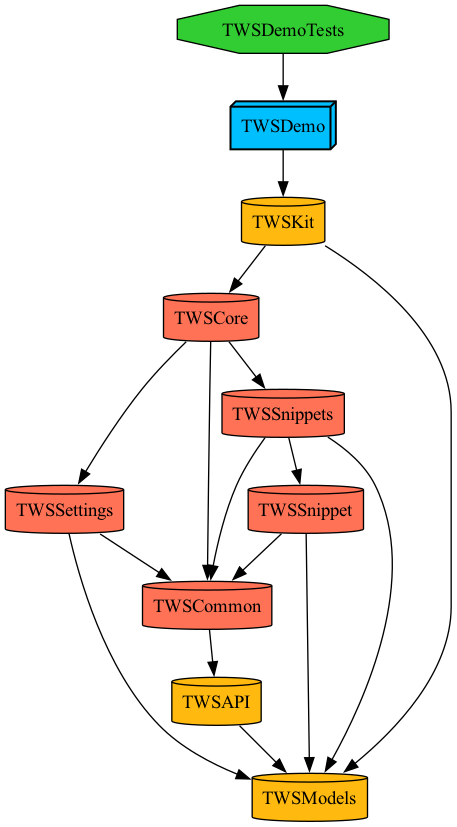 TWSDemoTests
TWSDemo
TWSKit
TWSCore
TWSSnippets
TWSSettings
TWSSnippet
TWSCommon
TWSAPI
TWSModels